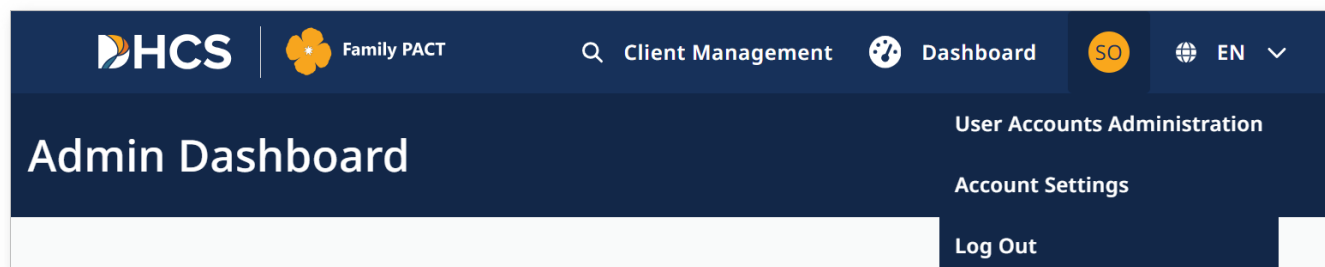 DHCS Family PACT Client Management Dashboard SO EN
Admin Dashboard
User Accounts Administration
Account Settings
Log Out